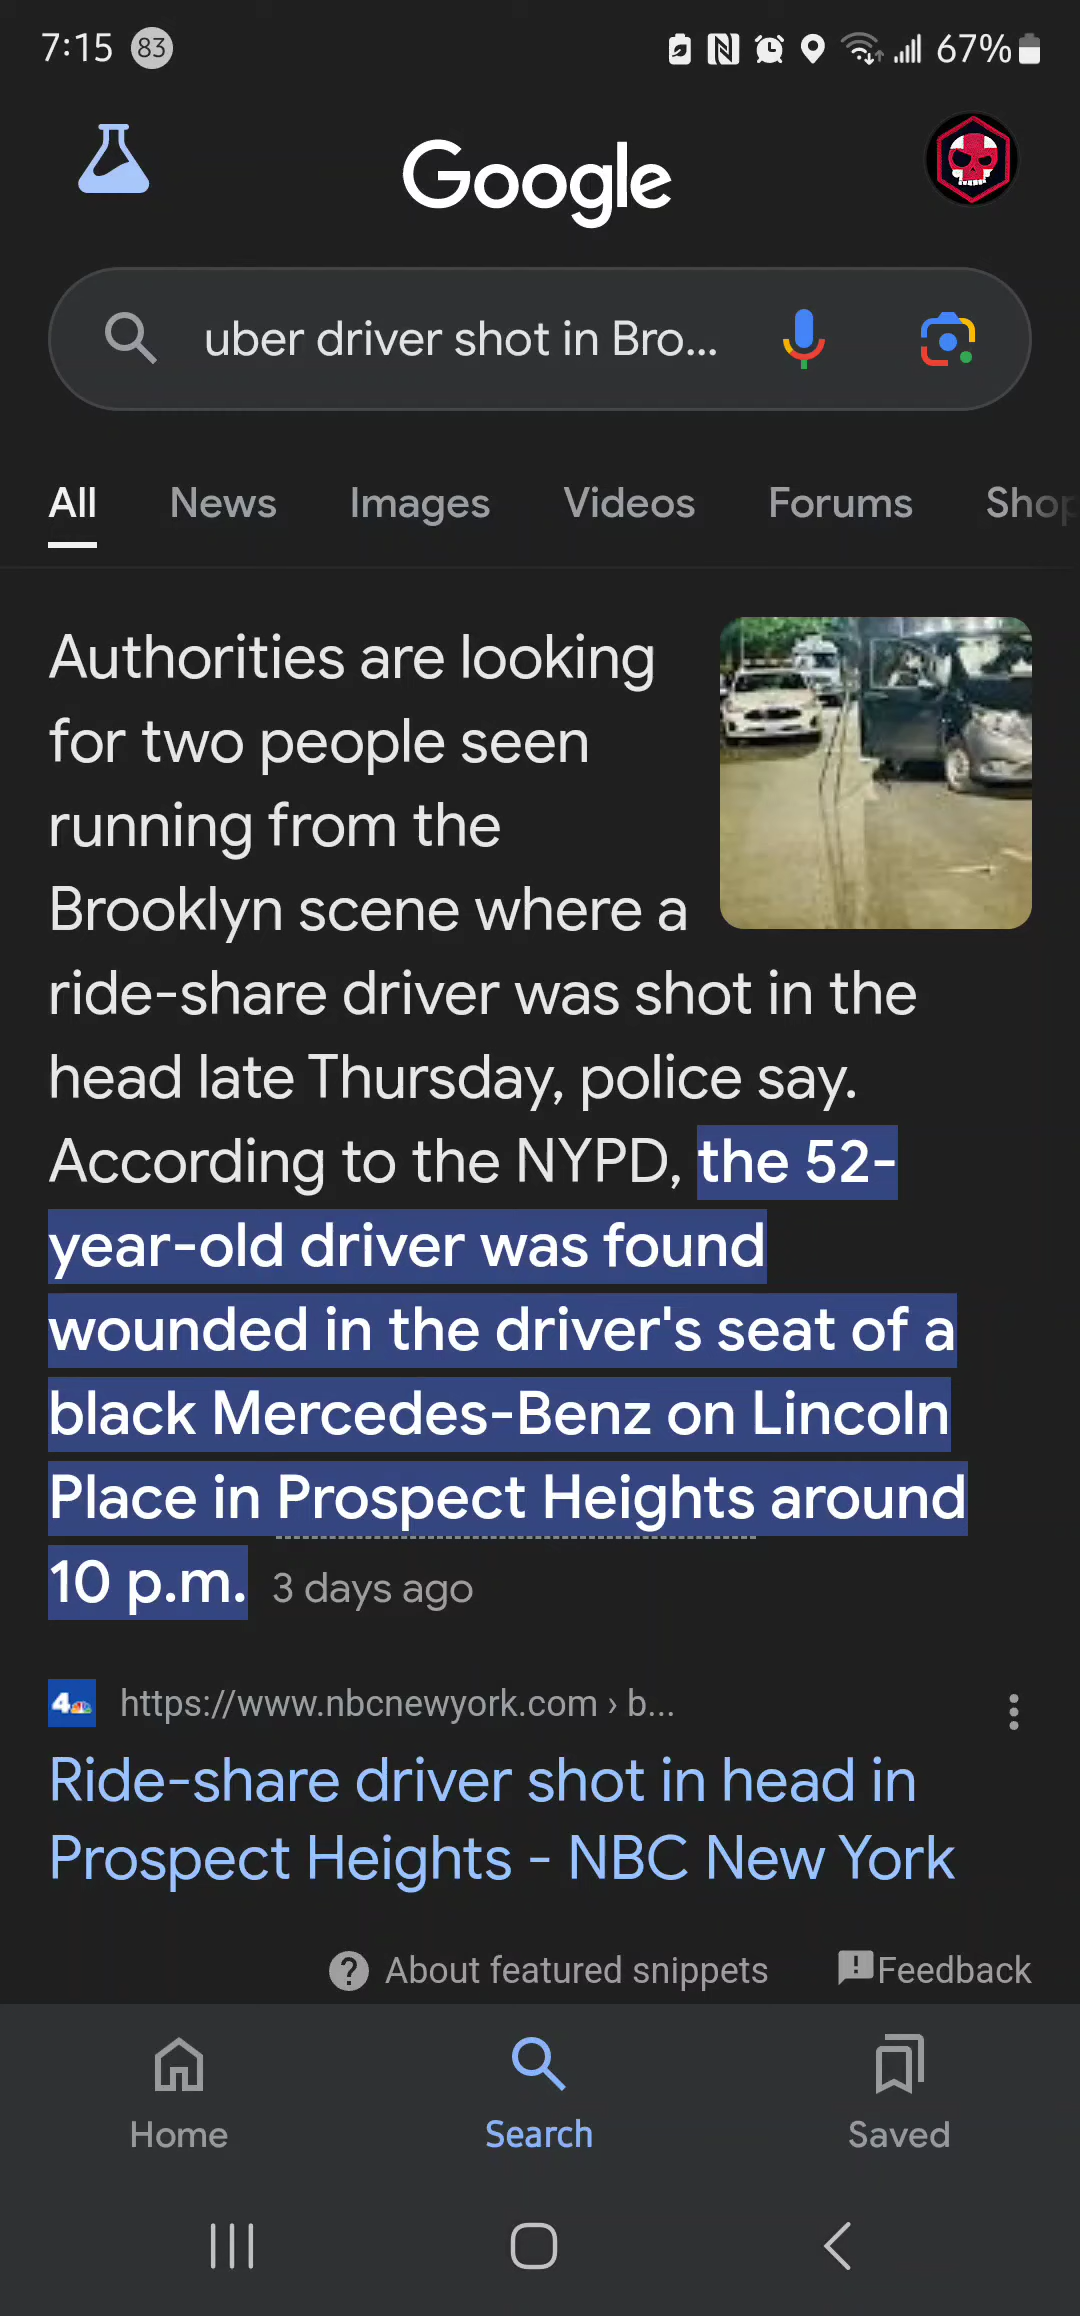 7:15 83 67%
Google
uber driver shot in Bro...
All News Images Videos Forums Shop
Authorities are looking
for two people seen
running from the
Brooklyn scene where a
ride-share driver was shot in the
head late Thursday, police say.
According to the NYPD, the 52-
year-old driver was found
wounded in the driver's seat of a
black Mercedes-Benz on Lincoln
Place in Prospect Heights around
10 p.m. 3 days ago
4 https://www.nbcnewyork.com › b...
Ride-share driver shot in head in
Prospect Heights - NBC New York
About featured snippets Feedback
Home Search Saved